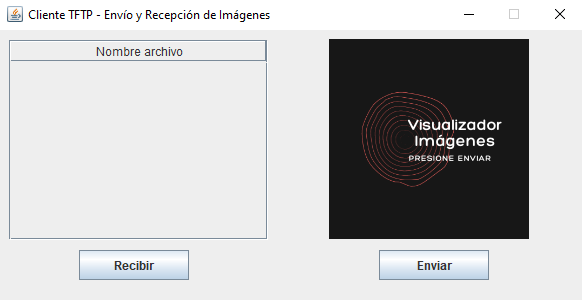 Cliente TFTP - Envío y Recepción de Imágenes
Nombre archivo
Visualizador
Imágenes
PRESIONE ENVIAR
Recibir
Enviar